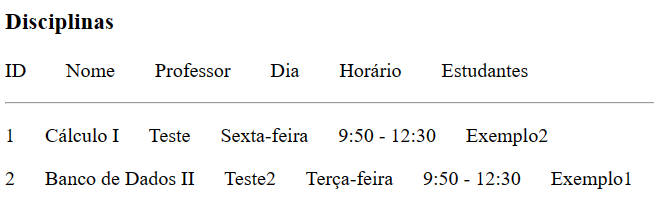 Disciplinas
ID Nome Professor Dia Horário Estudantes
1 Cálculo I Teste Sexta-feira 9:50 - 12:30 Exemplo2
2 Banco de Dados II Teste2 Terça-feira 9:50 - 12:30 Exemplo1